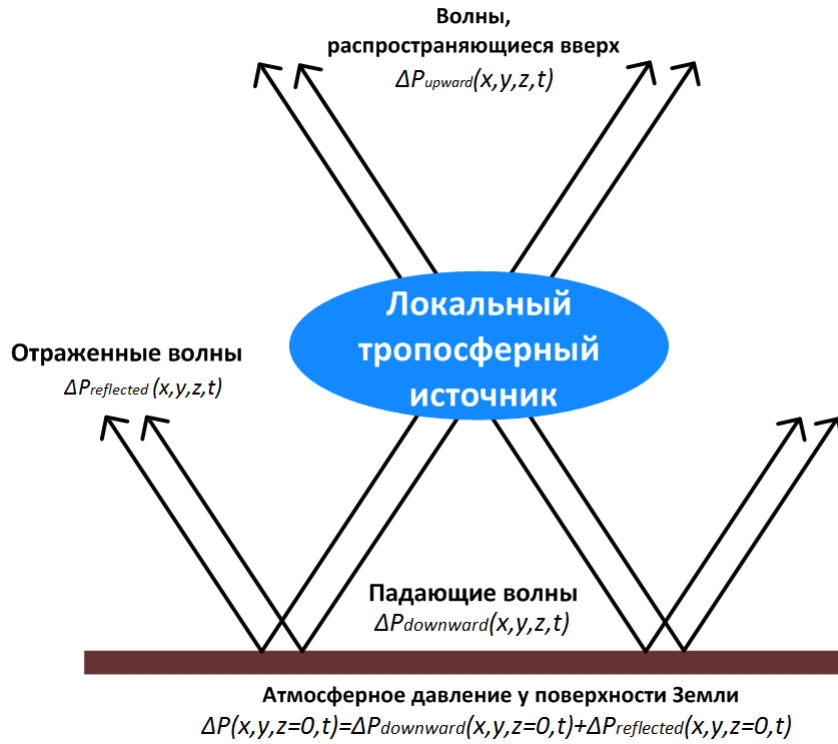 Волны,
распространяющиеся вверх
ΔPupward(x,y,z,t)
Локальный
тропосферный
источник
Отраженные волны
ΔPreflected (x,y,z,t)
Падающие волны
ΔPdownward(x,y,z,t)
Атмосферное давление у поверхности Земли
ΔP(x,y,z=0,t)=ΔPdownward(x,y,z=0,t)+ΔPreflected(x,y,z=0,t)